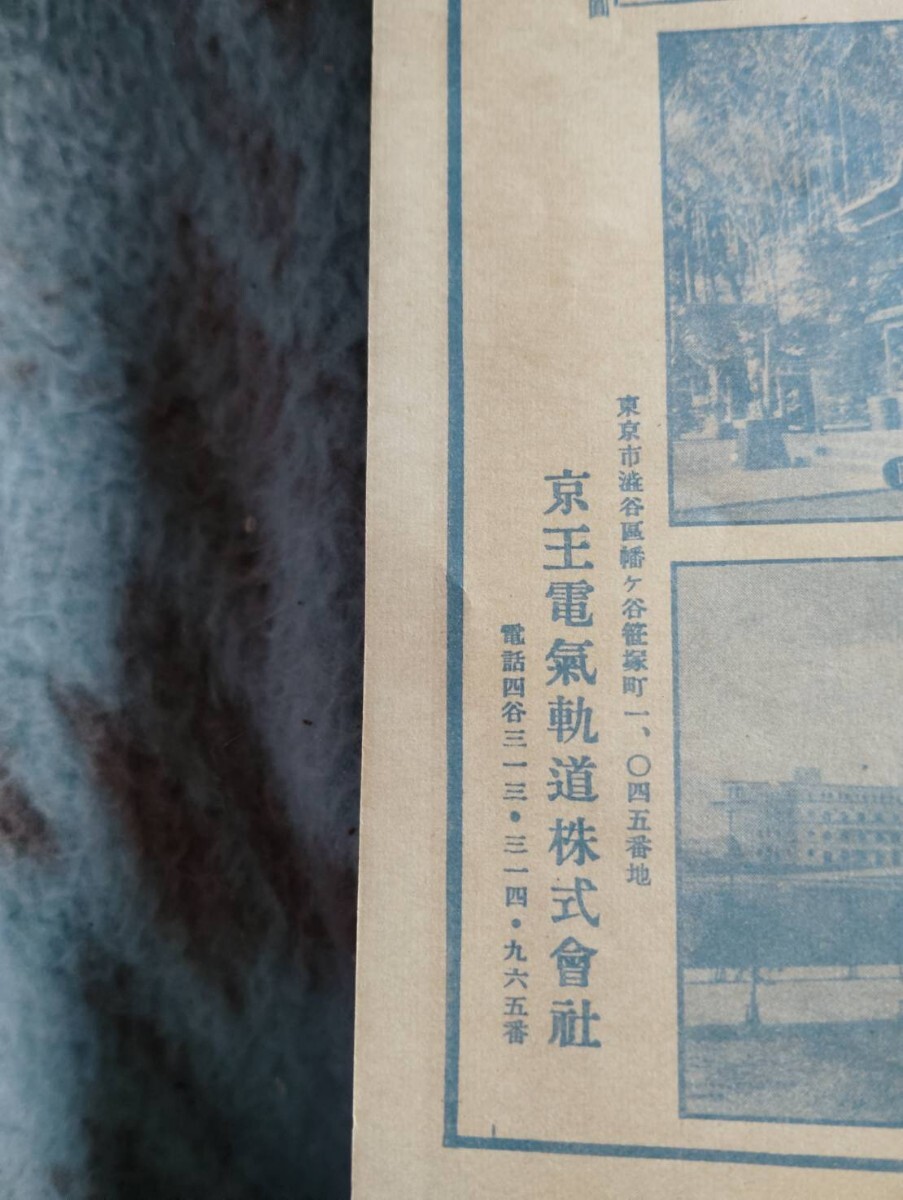 東京市澁谷區幡ヶ谷笹塚町一、〇四五番地
京王電氣軌道株式會社
電話四谷三一三・三一四・九六五番